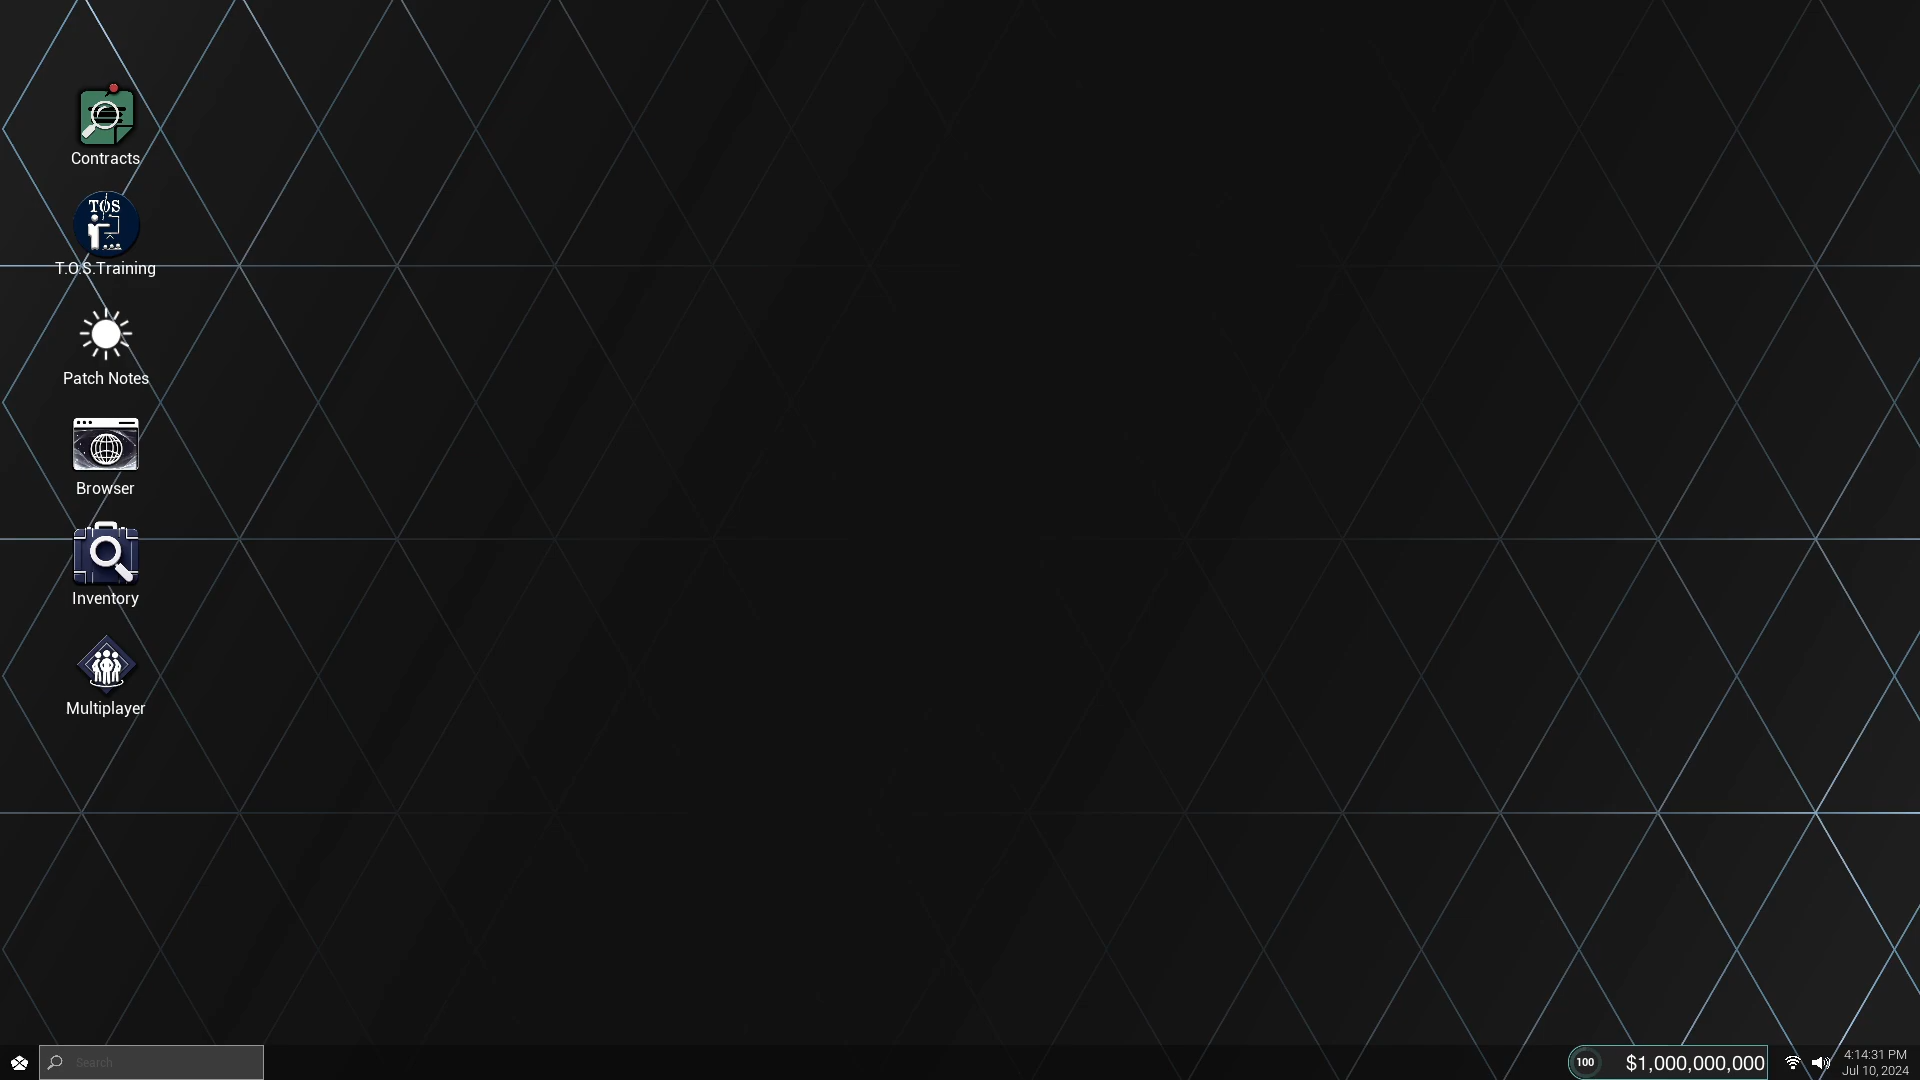 Contracts
TOS
T.O.S.Training
Patch Notes
Browser
Inventory
Multiplayer
Search
100
$1,000,000,000
4:14:31 PM
Jul 10, 2024